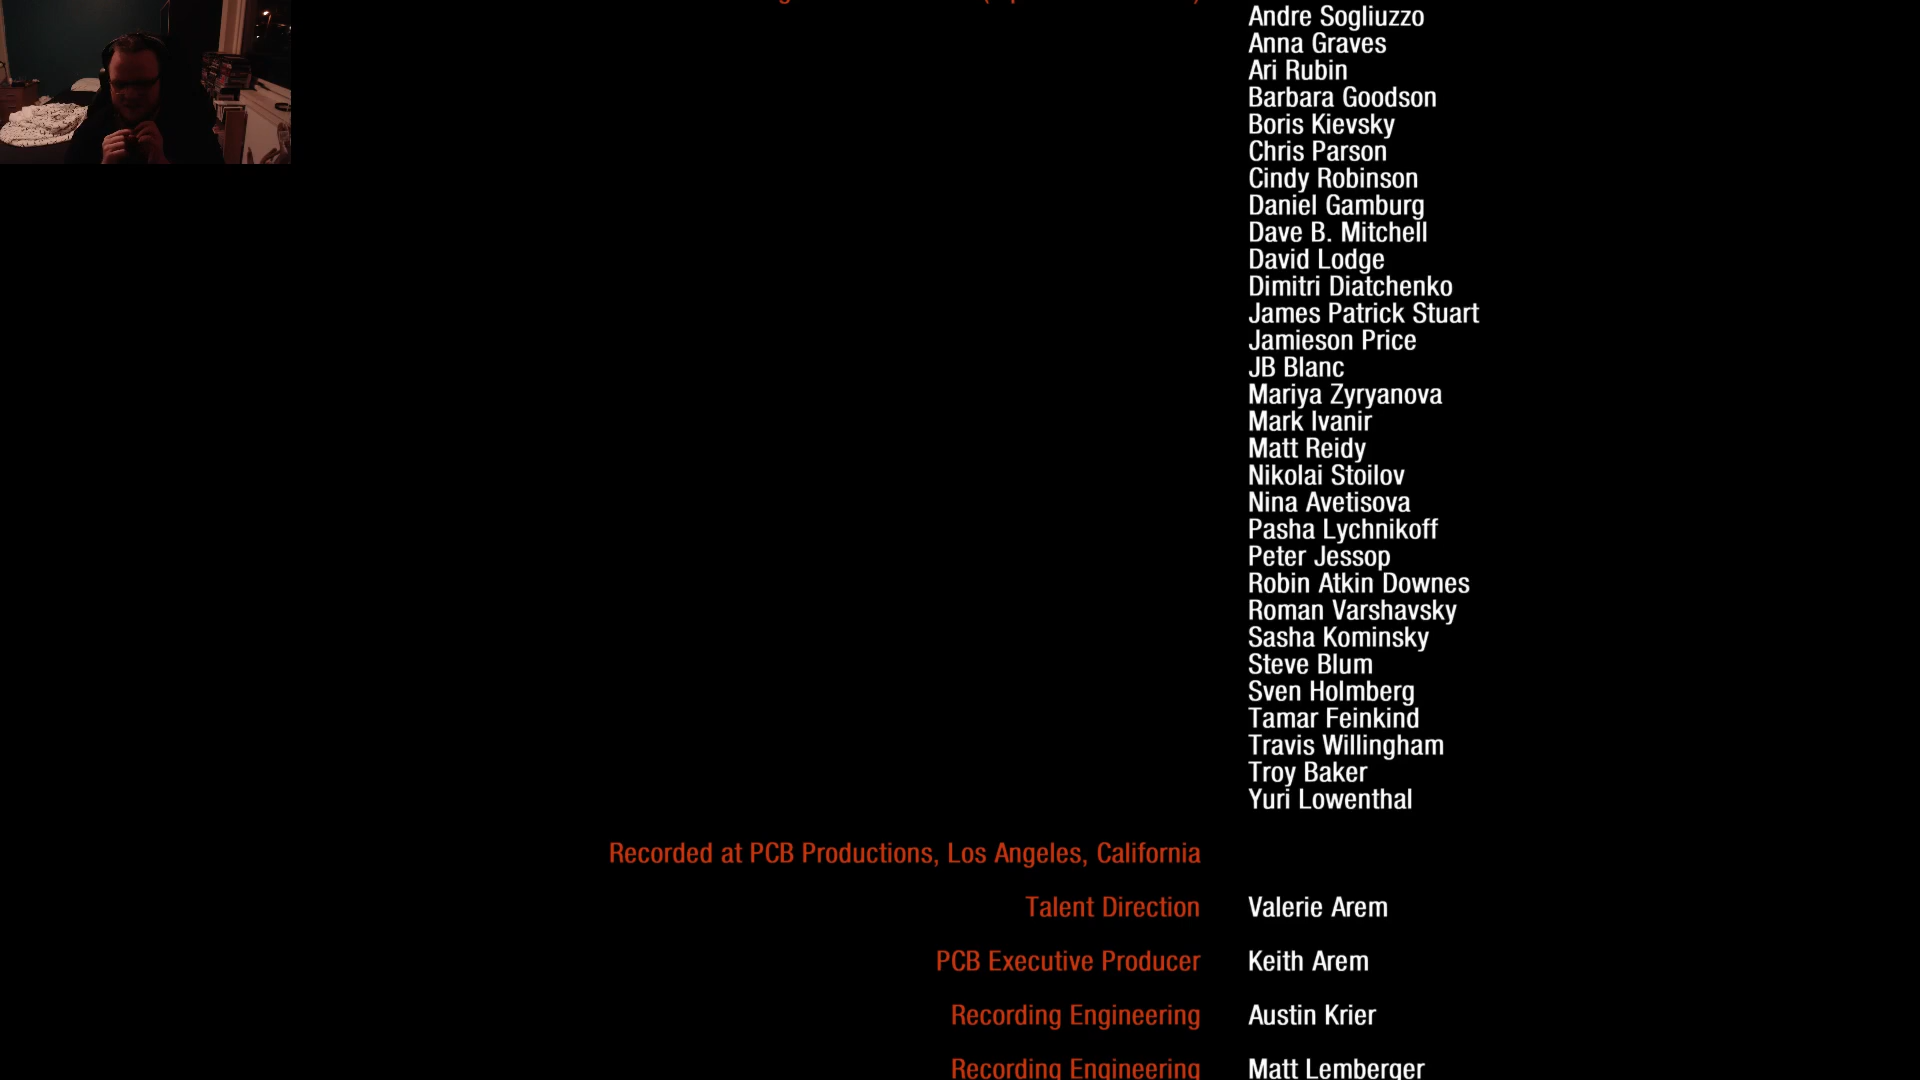 Andre Sogliuzzo
Anna Graves
Ari Rubin
Barbara Goodson
Boris Kievsky
Chris Parson
Cindy Robinson
Daniel Gamburg
Dave B. Mitchell
David Lodge
Dimitri Diatchenko
James Patrick Stuart
Jamieson Price
JB Blanc
Mariya Zyryanova
Mark Ivanir
Matt Reidy
Nikolai Stoilov
Nina Avetisova
Pasha Lychnikoff
Peter Jessop
Robin Atkin Downes
Roman Varshavsky
Sasha Kominsky
Steve Blum
Sven Holmberg
Tamar Feinkind
Travis Willingham
Troy Baker
Yuri Lowenthal
Recorded at PCB Productions, Los Angeles, California
Talent Direction Valerie Arem
PCB Executive Producer Keith Arem
Recording Engineering Austin Krier
Recording Engineering Matt Lemberger